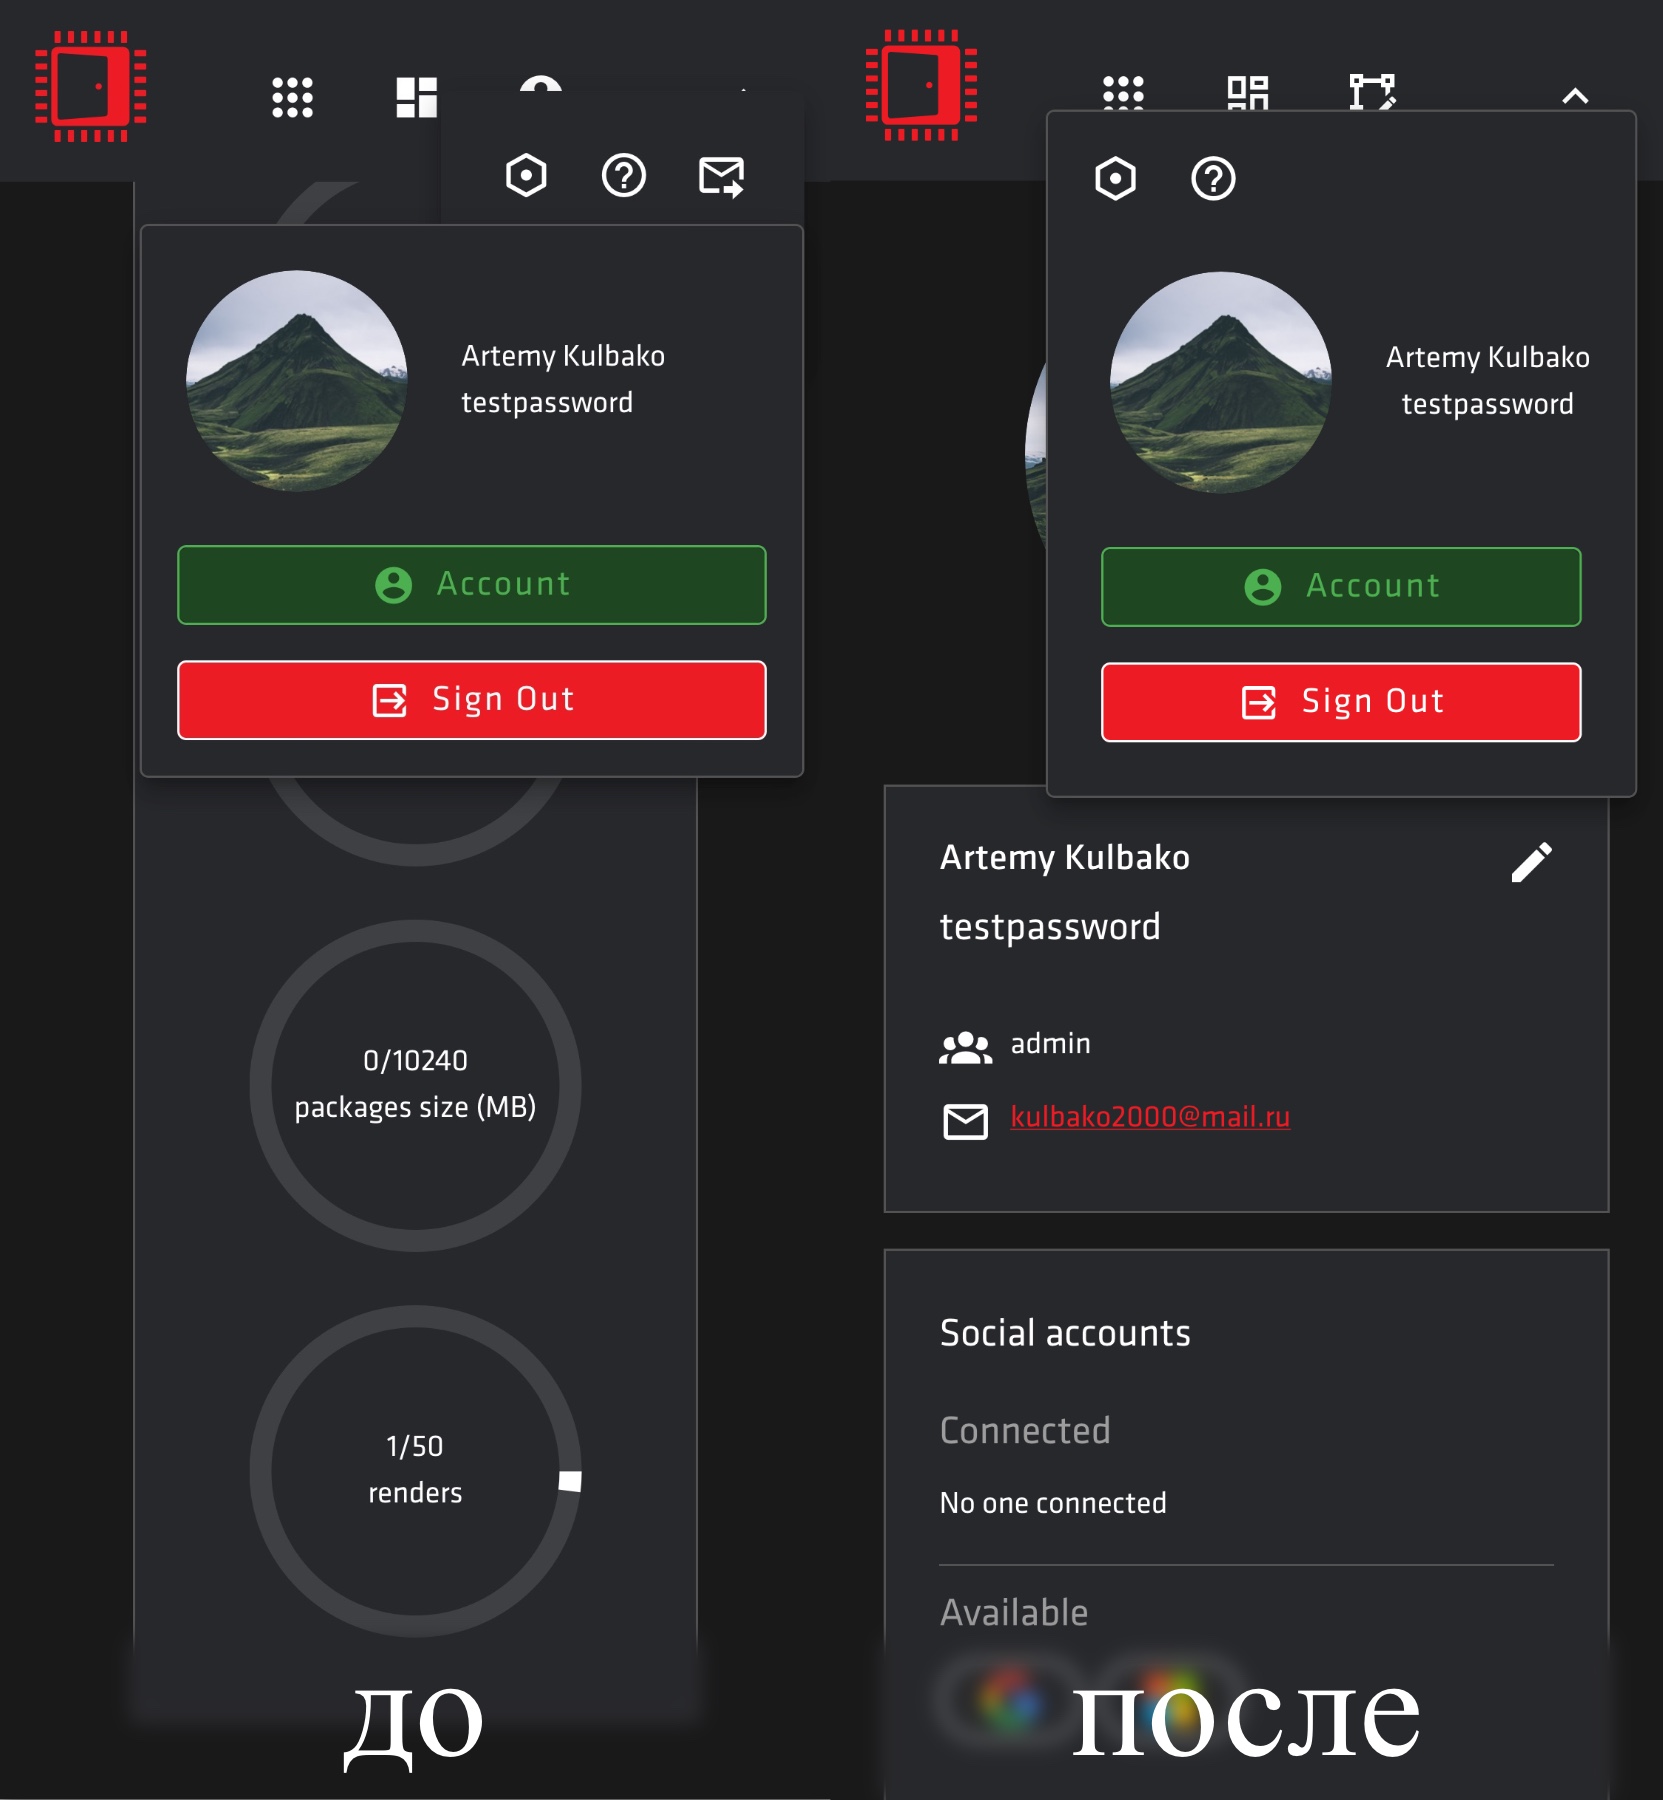 Artemy Kulbako
testpassword
Account
Sign Out
0/10240
packages size (MB)
1/50
renders
до
Artemy Kulbako
testpassword
Account
Sign Out
Artemy Kulbako
testpassword
admin
kulbako2000@mail.ru
Social accounts
Connected
No one connected
Available
после